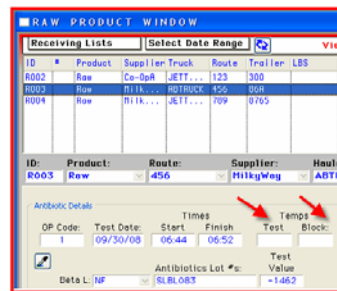 RAW PRODUCT WINDOW
Receiving Lists Select Date Range Vie
ID # Product Supplier Truck Route Trailer LBS
R002 Raw Co-OpA JETT... 123 300
R003 Raw Milk... ABTRUCK 456 86A
R004 Raw Milk... JETT... 789 8765
ID: Product: Route: Supplier: Haul
R003 Raw 456 MilkyWay ABTR
Antibiotic Details
Times Temps
OP Code: Test Date: Start Finish Test Block:
1 09/30/08 06:44 06:52
Test
Antibiotics Lot #s: Value
Beta L: NF SLBL083 -1462